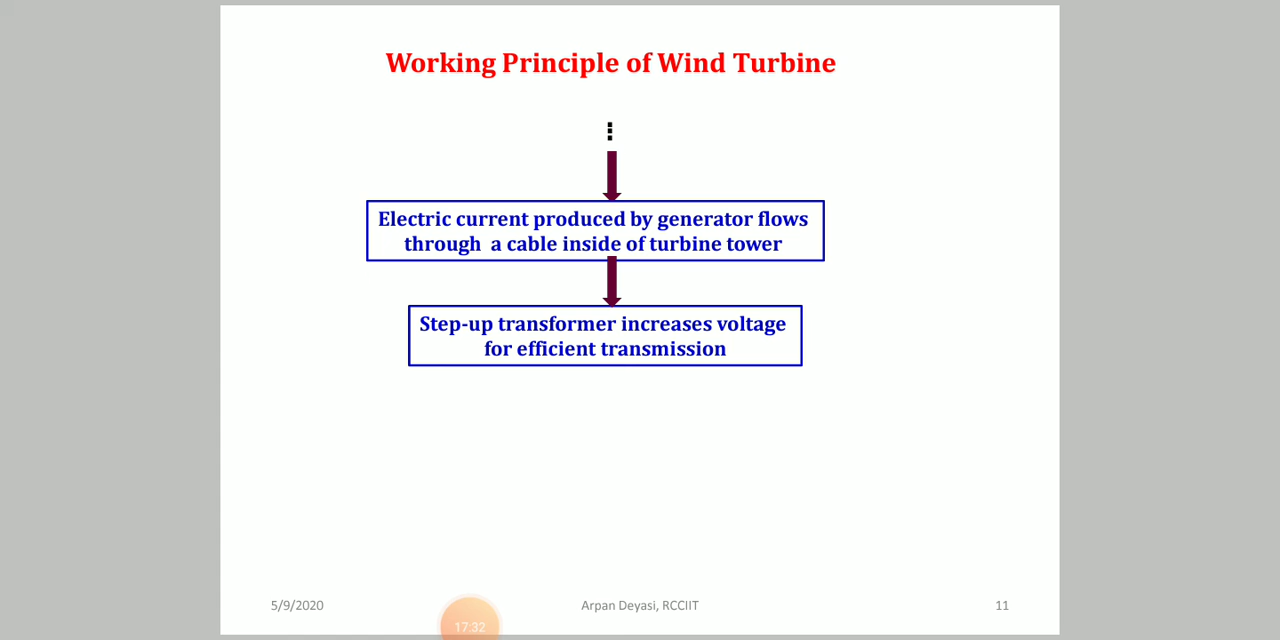 Working Principle of Wind Turbine
Electric current produced by generator flows
through a cable inside of turbine tower
Step-up transformer increases voltage
for efficient transmission
5/9/2020
Arpan Deyasi, RCCIIT
11
17:32